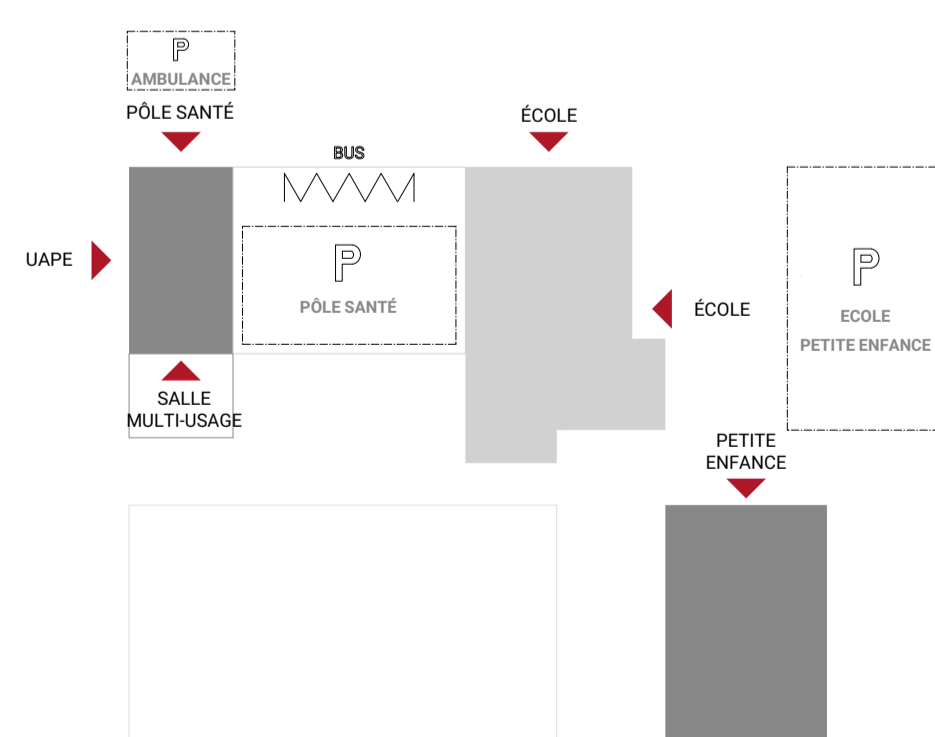 P
AMBULANCE
PÔLE SANTÉ
ÉCOLE
BUS
UAPE
P
PÔLE SANTÉ
ÉCOLE
P
ECOLE
PETITE ENFANCE
SALLE
MULTI-USAGE
PETITE
ENFANCE